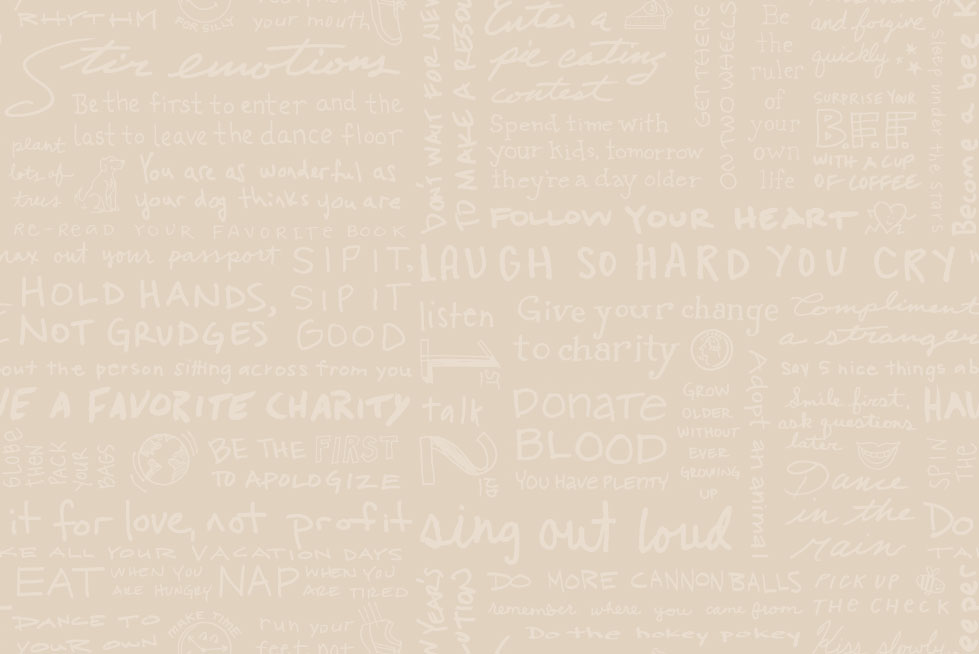 RHYTHM
FOR SILLY
your mouth
Stir emotions
Be the first to enter and the
last to leave the dance floor
plant
lots of
trees
You are as wonderful as
your dog thinks you are
RE-READ YOUR FAVORITE BOOK
max out your passport
SIP IT,
SIP IT
GOOD
HOLD HANDS,
NOT GRUDGES
out the person sitting across from you
VE A FAVORITE CHARITY
GLOBE
THEN
PACK
YOUR
BAGS
BE THE FIRST
TO APOLOGIZE
it for love, not profit
KE ALL YOUR VACATION DAYS
EAT WHEN YOU
ARE HUNGRY
NAP WHEN YOU
ARE TIRED
DANCE TO
YOUR OWN
MAKE TIME
run your
feet not
DON'T WAIT FOR NEW
TO MAKE A RESOLU
Enter a
pie eating
contest
Spend time with
your kids, tomorrow
they're a day older
GET THERE
ON TWO WHEELS
Be
the
ruler
of
your
own
life
and forgive
quickly
SURPRISE YOUR
B.F.F.
WITH A CUP
OF COFFEE
sleep under the stars
Become a bee k
FOLLOW YOUR HEART
LAUGH SO HARD YOU CRY
listen
1st
talk
2nd
Give your change
to charity
Compliment
a stranger
say 5 nice things ab
DONATE
BLOOD
YOU HAVE PLENTY
GROW
OLDER
WITHOUT
EVER
GROWING
UP
Adopt an animal
Smile first,
ask questions
later
HAN
SPIN
THE
Dance
in the
rain
Do
TA
sing out loud
W YEAR'S
LUTION?
DO MORE CANNONBALLS
remember where you came from
Do the hokey pokey
PICK UP
THE CHECK
Kiss slowly